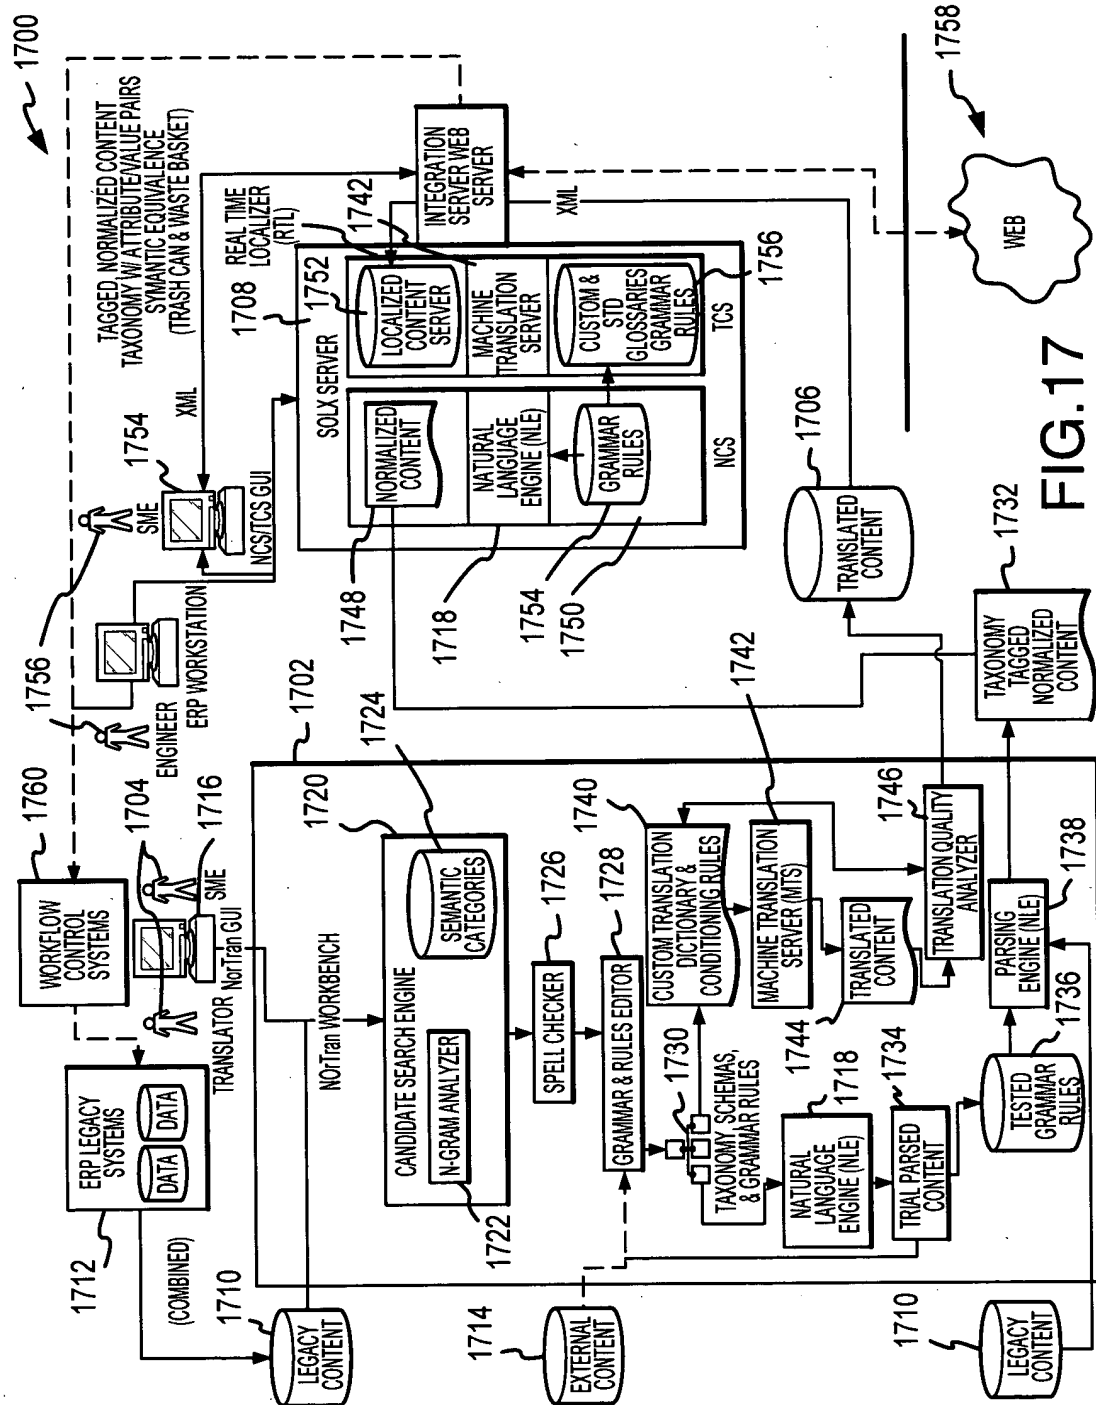 1700
TAGGED NORMALIZED CONTENT
TAXONOMY W/ ATTRIBUTE/VALUE PAIRS
SYMANTIC EQUIVALENCE
(TRASH CAN & WASTE BASKET)
XML
1760
WORKFLOW
CONTROL
SYSTEMS
1756
ENGINEER
ERP WORKSTATION
1754
SME
NCS/TCS GUI
1704
1716
SME
TRANSLATOR
NorTran GUI
ERP LEGACY
SYSTEMS
DATA
DATA
1712
(COMBINED)
1710
LEGACY
CONTENT
NOrTran WORKBENCH
1702
CANDIDATE SEARCH ENGINE
1720
N-GRAM ANALYZER
1722
SEMANTIC
CATEGORIES
1724
SPELL CHECKER
1726
GRAMMAR & RULES EDITOR
1728
1714
EXTERNAL
CONTENT
1730
TAXONOMY SCHEMAS,
& GRAMMAR RULES
CUSTOM TRANSLATION
DICTIONARY &
CONDITIONING RULES
1740
MACHINE TRANSLATION
SERVER (MTS)
1742
TRANSLATED
CONTENT
1744
NATURAL
LANGUAGE
ENGINE (NLE)
1718
TRIAL PARSED
CONTENT
1734
TRANSLATION QUALITY
ANALYZER
1746
PARSING
ENGINE (NLE)
1738
TESTED
GRAMMAR
RULES
1736
1710
LEGACY
CONTENT
1708
SOLX SERVER
1748
NORMALIZED
CONTENT
NATURAL
LANGUAGE
ENGINE (NLE)
1718
GRAMMAR
RULES
1754
1750
NCS
1752
LOCALIZED
CONTENT
SERVER
REAL TIME
LOCALIZER
(RTL)
1742
MACHINE
TRANSLATION
SERVER
CUSTOM &
STD
GLOSSARIES
GRAMMAR
RULES
1756
TCS
INTEGRATION
SERVER WEB
SERVER
XML
TRANSLATED
CONTENT
1706
TAXONOMY
TAGGED
NORMALIZED
CONTENT
1732
WEB
1758
FIG.17